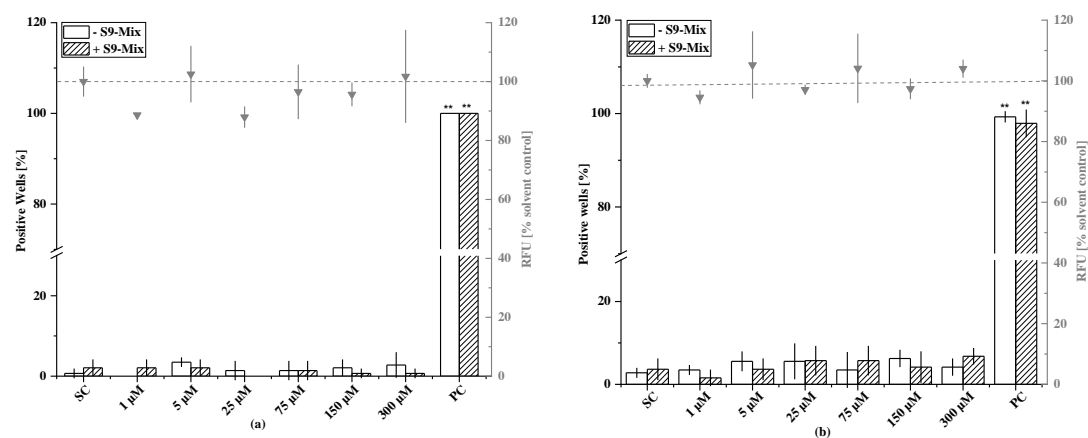 120
100
80
20
0
Positive Wells [%]
- S9-Mix
+ S9-Mix
** **
120
100
80
60
40
20
0
RFU [% solvent control]
SC
1 µM
5 µM
25 µM
75 µM
150 µM
300 µM
PC
(a)
120
100
80
20
0
Positive wells [%]
- S9-Mix
+ S9-Mix
** **
120
100
80
60
40
20
0
RFU [% solvent control]
SC
1 µM
5 µM
25 µM
75 µM
150 µM
300 µM
PC
(b)